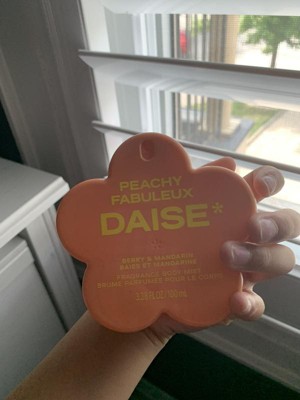 PEACHY
FABULEUX
DAISE*
BERRY & MANDARIN
BAIES ET MANDARINE
FRAGRANCE BODY MIST
BRUME PARFUMÉE POUR LE CORPS